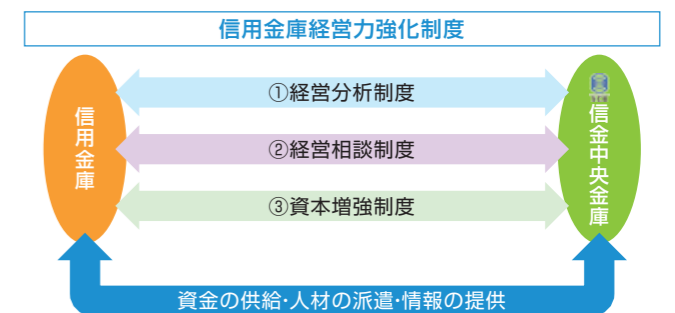 信用金庫経営力強化制度
信用金庫
①経営分析制度
②経営相談制度
③資本増強制度
信金中央金庫
資金の供給・人材の派遣・情報の提供